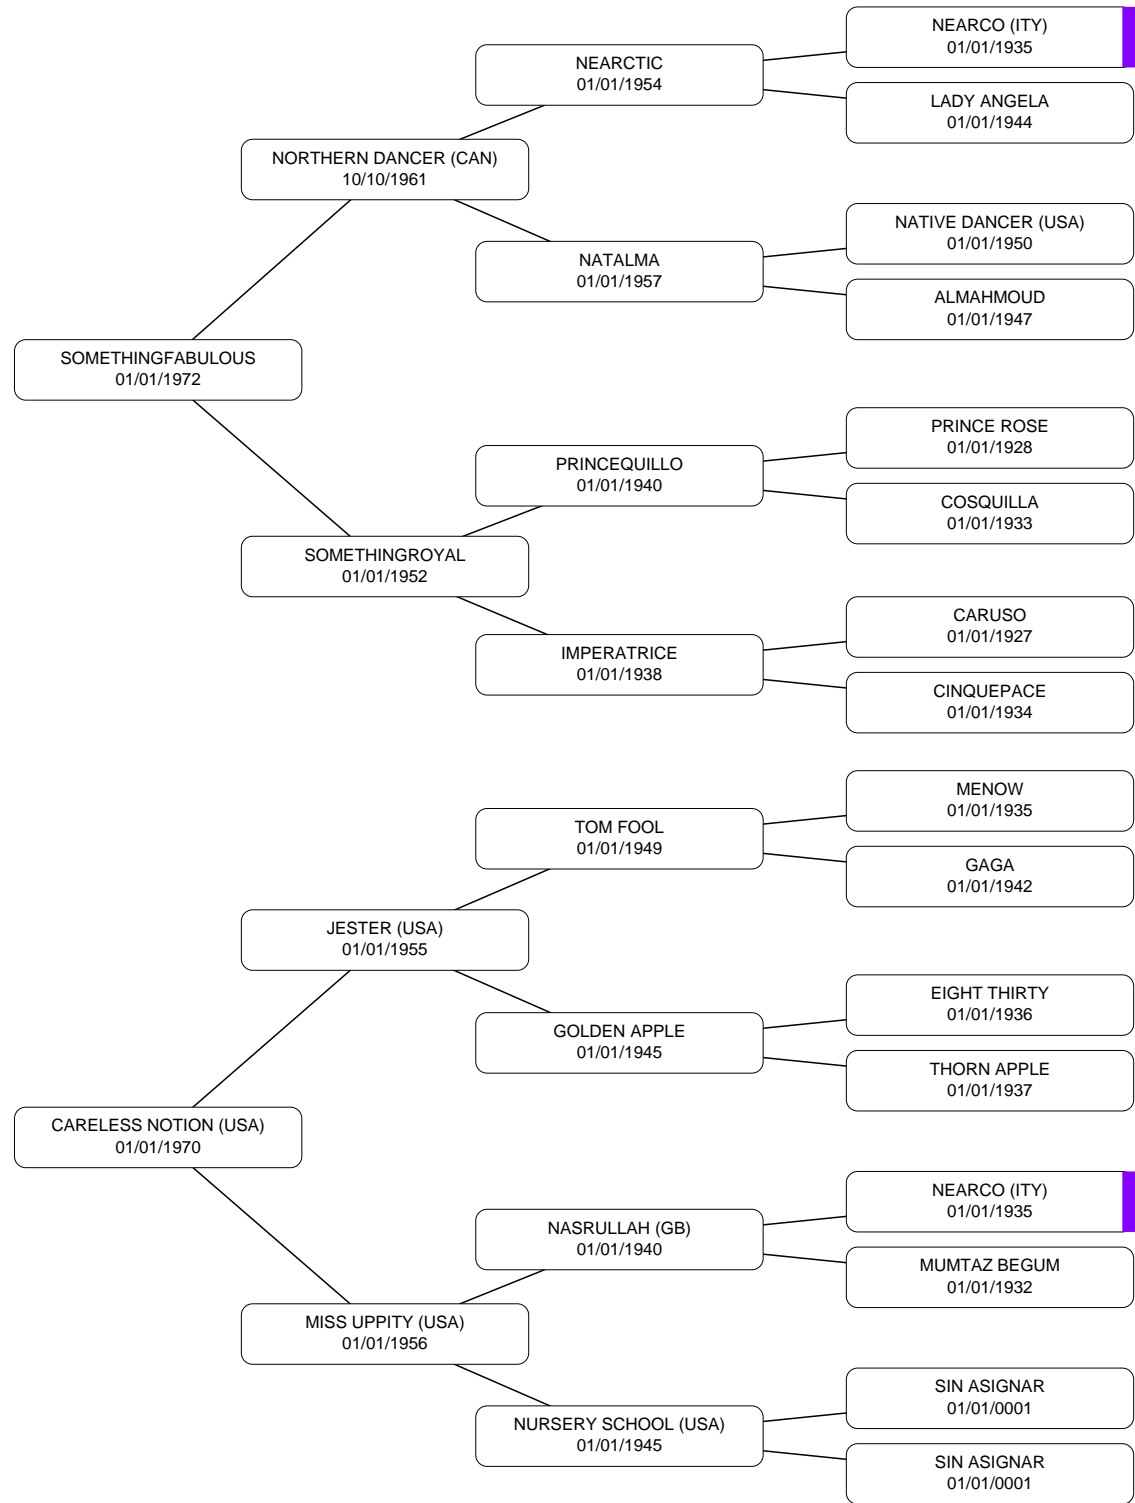 NEARCO (ITY)
01/01/1935
NEARCTIC
01/01/1954
LADY ANGELA
01/01/1944
NORTHERN DANCER (CAN)
10/10/1961
NATIVE DANCER (USA)
01/01/1950
NATALMA
01/01/1957
ALMAHMOUD
01/01/1947
SOMETHINGFABULOUS
01/01/1972
PRINCE ROSE
01/01/1928
PRINCEQUILLO
01/01/1940
COSQUILLA
01/01/1933
SOMETHINGROYAL
01/01/1952
CARUSO
01/01/1927
IMPERATRICE
01/01/1938
CINQUEPACE
01/01/1934
MENOW
01/01/1935
TOM FOOL
01/01/1949
GAGA
01/01/1942
JESTER (USA)
01/01/1955
EIGHT THIRTY
01/01/1936
GOLDEN APPLE
01/01/1945
THORN APPLE
01/01/1937
CARELESS NOTION (USA)
01/01/1970
NEARCO (ITY)
01/01/1935
NASRULLAH (GB)
01/01/1940
MUMTAZ BEGUM
01/01/1932
MISS UPPITY (USA)
01/01/1956
SIN ASIGNAR
01/01/0001
NURSERY SCHOOL (USA)
01/01/1945
SIN ASIGNAR
01/01/0001